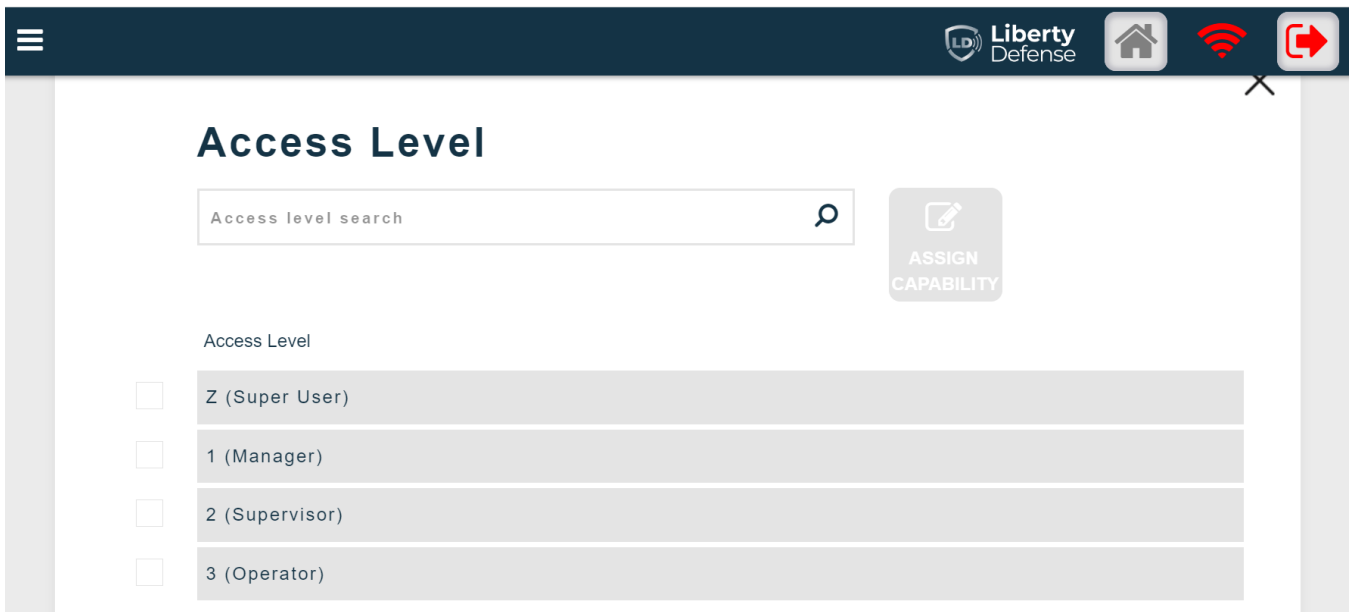 LD
Liberty
Defense
Access Level
Access level search
ASSIGN
CAPABILITY
Access Level
Z (Super User)
1 (Manager)
2 (Supervisor)
3 (Operator)